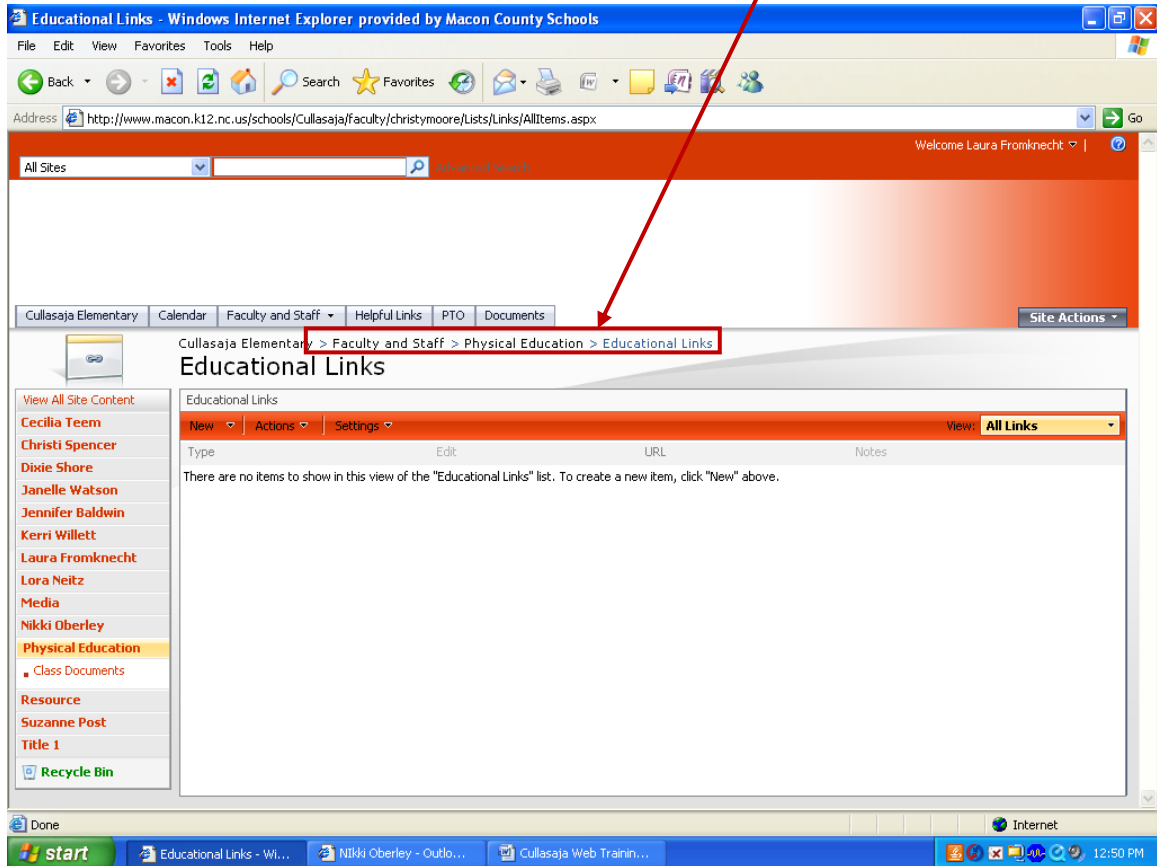 Educational Links - Windows Internet Explorer provided by Macon County Schools
File Edit View Favorites Tools Help
Back Search Favorites
Address http://www.macon.k12.nc.us/schools/Cullasaja/faculty/christymoore/Lists/Links/AllItems.aspx Go
Welcome Laura Fromknecht |
All Sites Advanced Search
Cullasaja Elementary Calendar Faculty and Staff Helpful Links PTO Documents Site Actions
Cullasaja Elementary > Faculty and Staff > Physical Education > Educational Links
Educational Links
View All Site Content
Cecilia Teem
Christi Spencer
Dixie Shore
Janelle Watson
Jennifer Baldwin
Kerri Willett
Laura Fromknecht
Lora Neitz
Media
Nikki Oberley
Physical Education
Class Documents
Resource
Suzanne Post
Title 1
Recycle Bin
Educational Links
New Actions Settings View: All Links
Type Edit URL Notes
There are no items to show in this view of the "Educational Links" list. To create a new item, click "New" above.
Done Internet
start Educational Links - Wi... NIkki Oberley - Outlo... Cullasaja Web Trainin... 12:50 PM